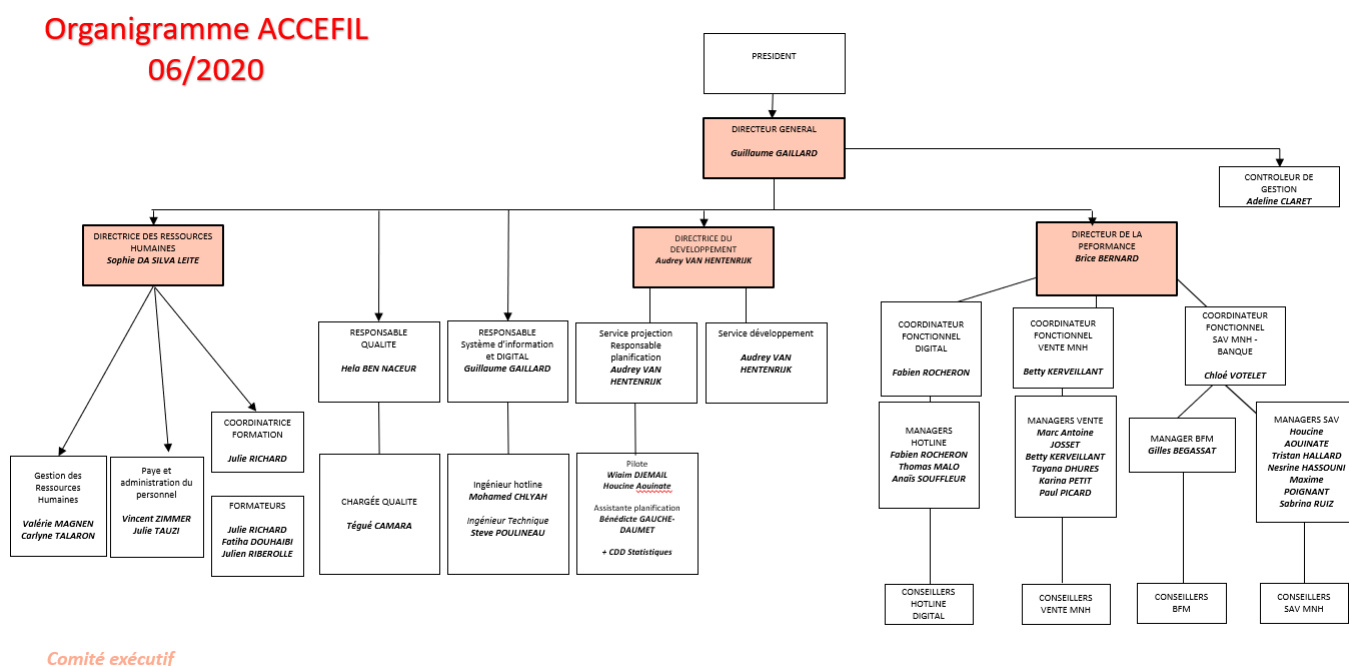 Organigramme ACCEFIL
06/2020
PRESIDENT
DIRECTEUR GENERAL
Guillaume GAILLARD
CONTROLEUR DE
GESTION
Adeline CLARET
DIRECTRICE DES RESSOURCES
HUMAINES
Sophie DA SILVA LEITE
DIRECTRICE DU
DEVELOPPEMENT
Audrey VAN HENTENRIJK
DIRECTEUR DE LA
PEFORMANCE
Brice BERNARD
RESPONSABLE
QUALITE
Hela BEN NACEUR
RESPONSABLE
Système d'information
et DIGITAL
Guillaume GAILLARD
Service projection
Responsable
planification
Audrey VAN
HENTENRIJK
Service développement
Audrey VAN
HENTENRIJK
COORDINATEUR
FONCTIONNEL
DIGITAL
Fabien ROCHERON
COORDINATEUR
FONCTIONNEL
VENTE MNH
Betty KERVEILLANT
COORDINATEUR
FONCTIONNEL
SAV MNH -
BANQUE
Chloé VOTELET
COORDINATRICE
FORMATION
Julie RICHARD
Gestion des
Ressources
Humaines
Valérie MAGNEN
Carlyne TALARON
Paye et
administration du
personnel
Vincent ZIMMER
Julie TAUZI
FORMATEURS
Julie RICHARD
Fatiha DOUHAIBI
Julien RIBEROLLE
CHARGÉE QUALITE
Tégué CAMARA
Ingénieur hotline
Mohamed CHLYAH
Ingénieur Technique
Steve POULINEAU
Pilote
Wiaim DJEMAIL
Houcine Aouinate
Assistante planification
Bénédicte GAUCHE-
DAUMET
+ CDD Statistiques
MANAGERS
HOTLINE
Fabien ROCHERON
Thomas MALO
Anaïs SOUFFLEUR
MANAGERS VENTE
Marc Antoine
JOSSET
Betty KERVEILLANT
Tayana DHURES
Karina PETIT
Paul PICARD
MANAGER BFM
Gilles BEGASSAT
MANAGERS SAV
Houcine
AOUINATE
Tristan HALLARD
Nesrine HASSOUNI
Maxime
POIGNANT
Sabrina RUIZ
CONSEILLERS
HOTLINE
DIGITAL
CONSEILLERS
VENTE MNH
CONSEILLERS
BFM
CONSEILLERS
SAV MNH
Comité exécutif